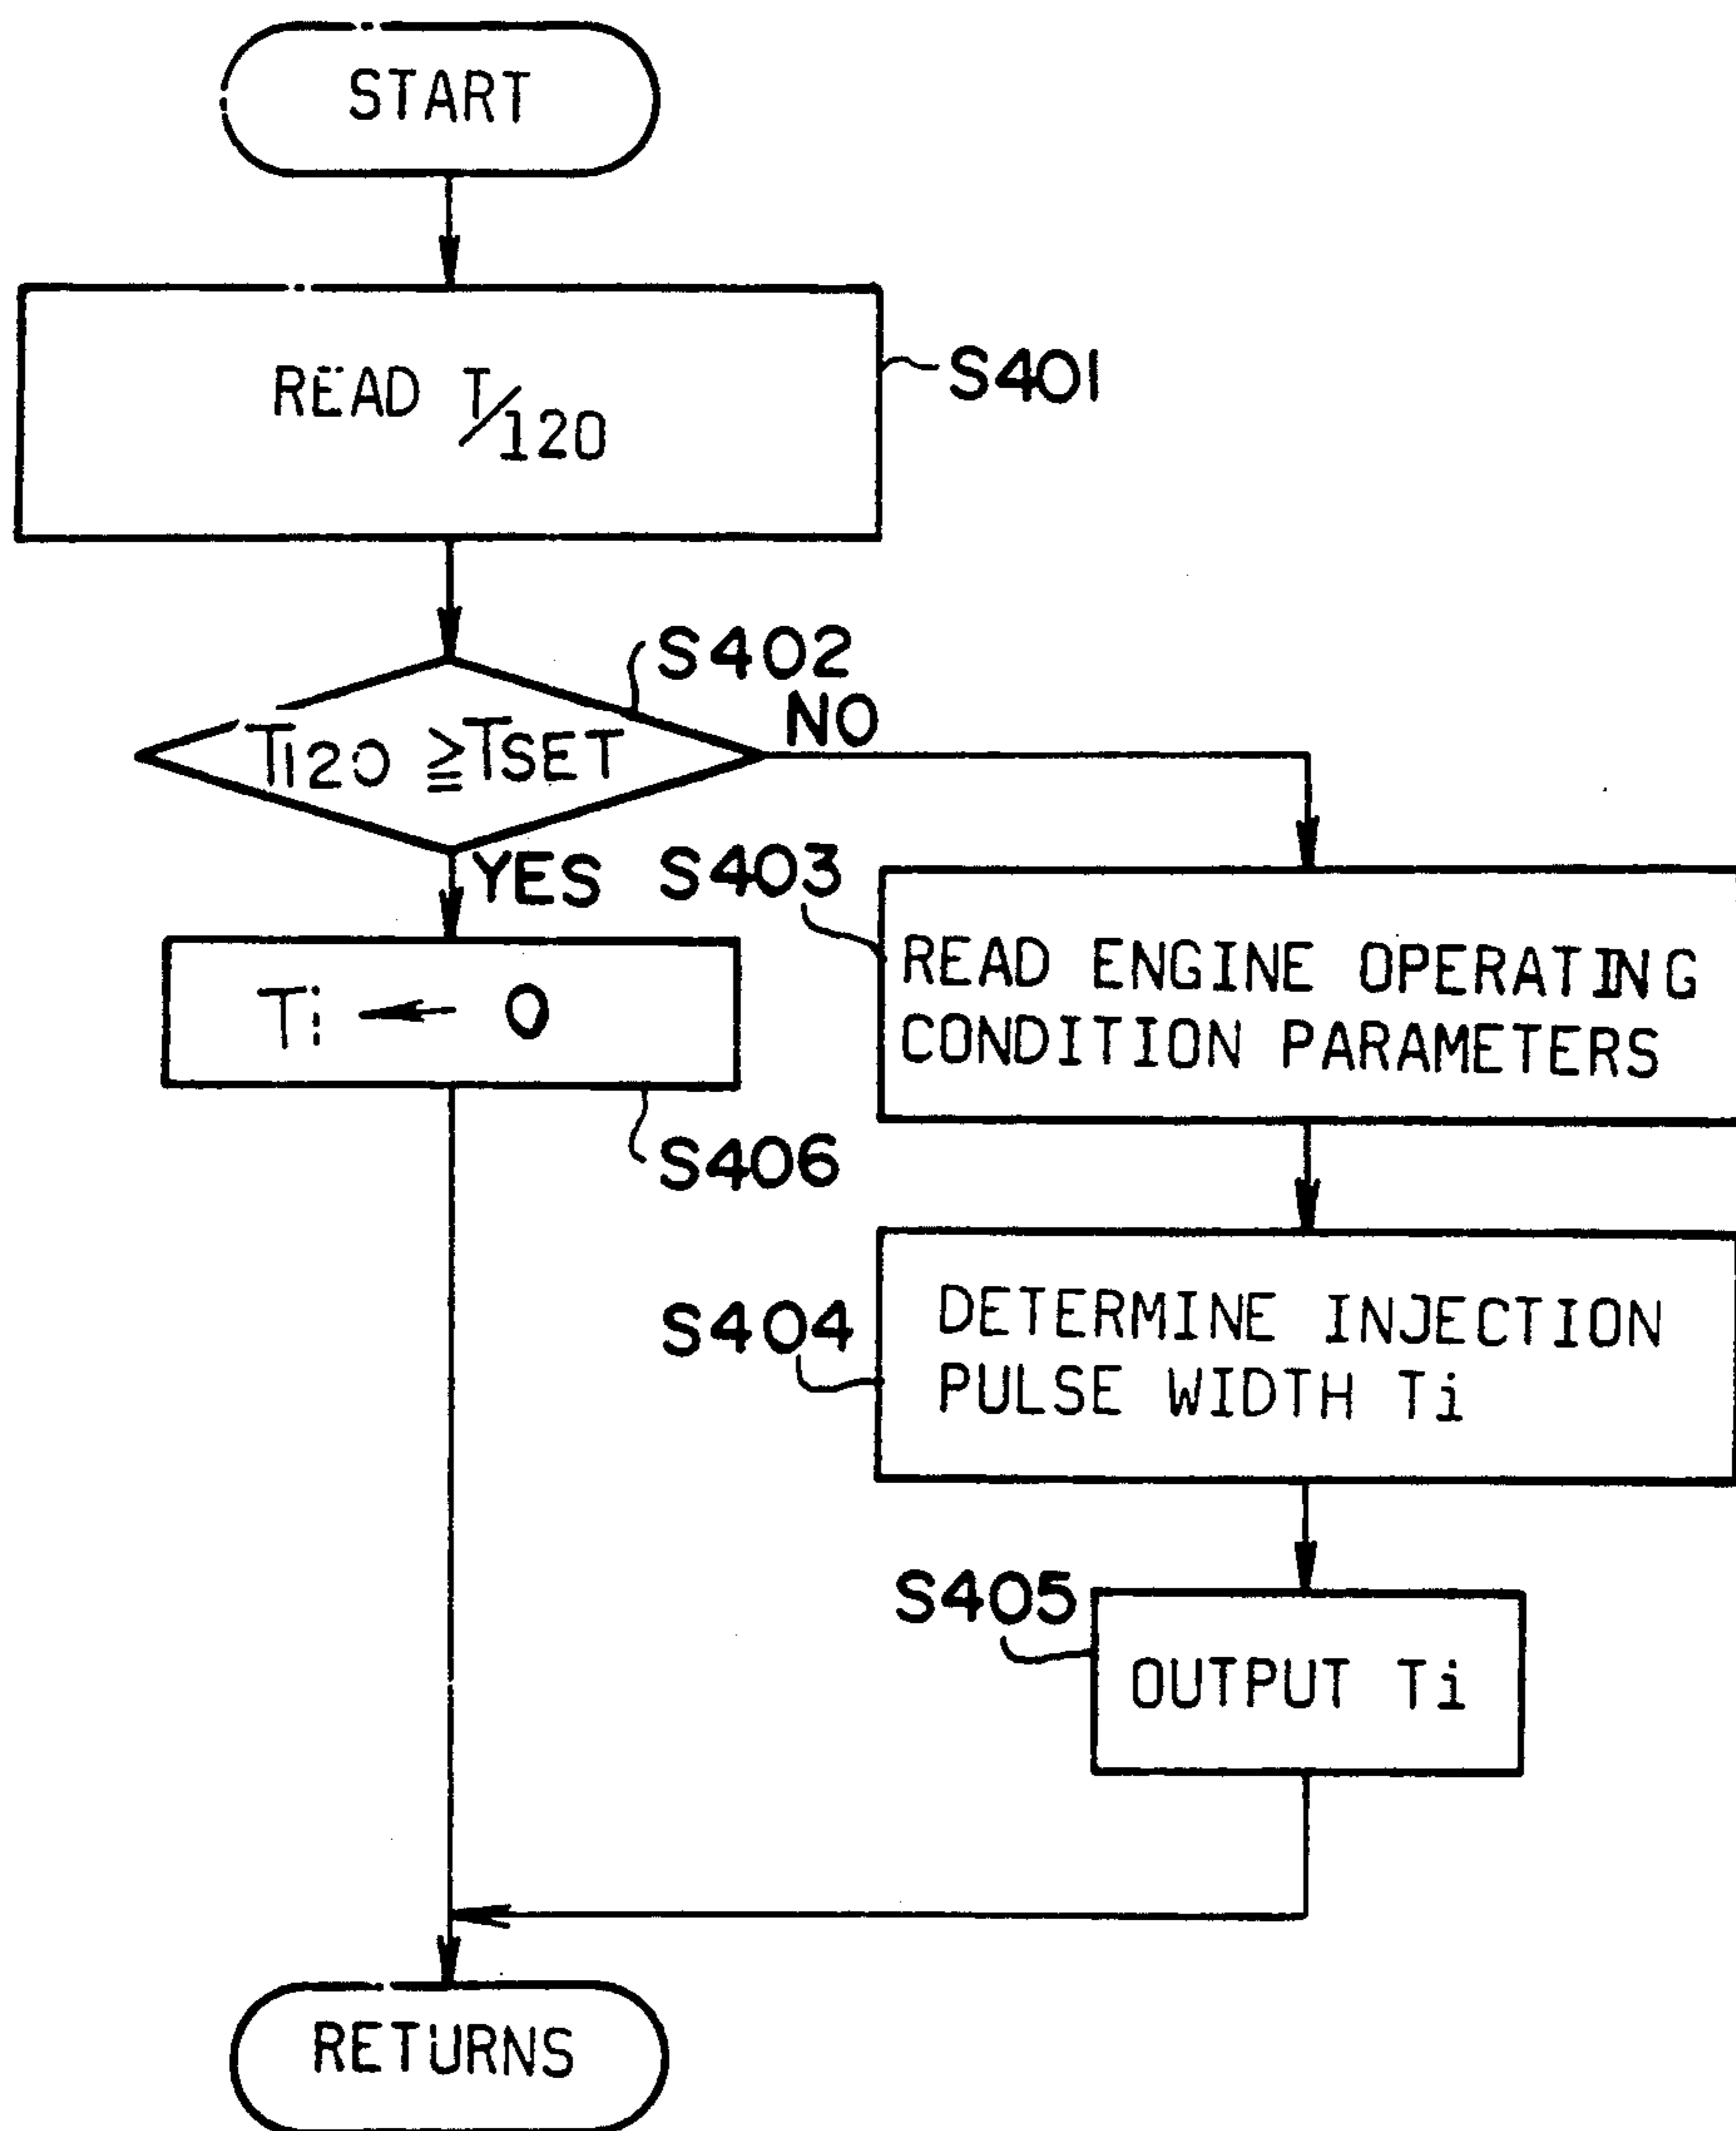 START
READ T/120
S401
S402
T120 ≧ TSET
NO
YES
S403
READ ENGINE OPERATING
CONDITION PARAMETERS
Ti ← 0
S406
S404
DETERMINE INJECTION
PULSE WIDTH Ti
S405
OUTPUT Ti
RETURNS